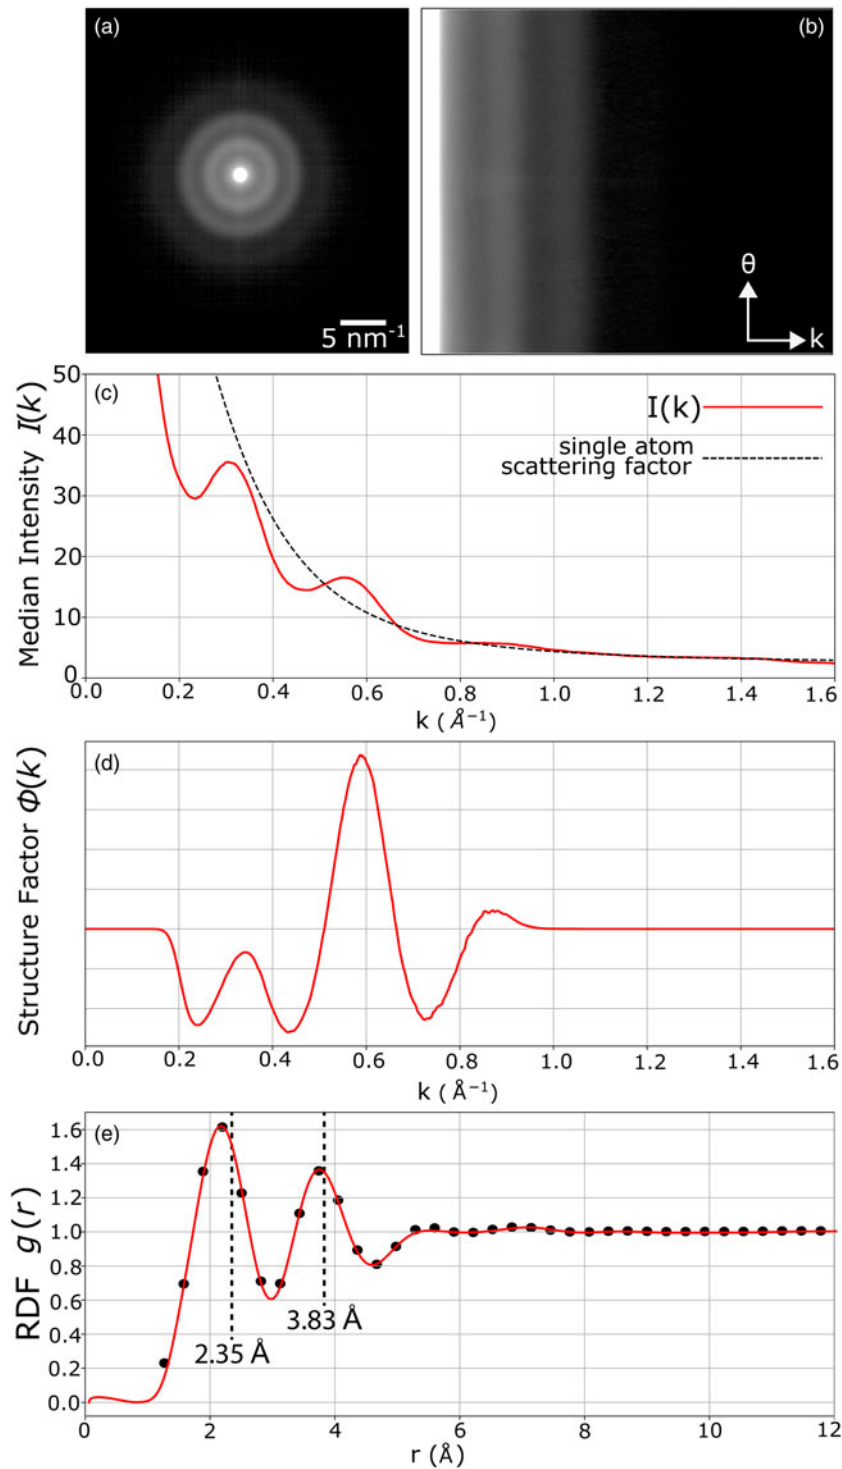 (a)
5 nm⁻¹
(b)
θ
k
(c)
Median Intensity I(k)
50
40
30
20
10
0
I(k)
single atom
scattering factor
0.0 0.2 0.4 0.6 0.8 1.0 1.2 1.4 1.6
k (Å⁻¹)
(d)
Structure Factor Φ(k)
0.0 0.2 0.4 0.6 0.8 1.0 1.2 1.4 1.6
k (Å⁻¹)
(e)
RDF g(r)
1.6
1.4
1.2
1.0
0.8
0.6
0.4
0.2
0.0
2.35 Å
3.83 Å
0 2 4 6 8 10 12
r (Å)